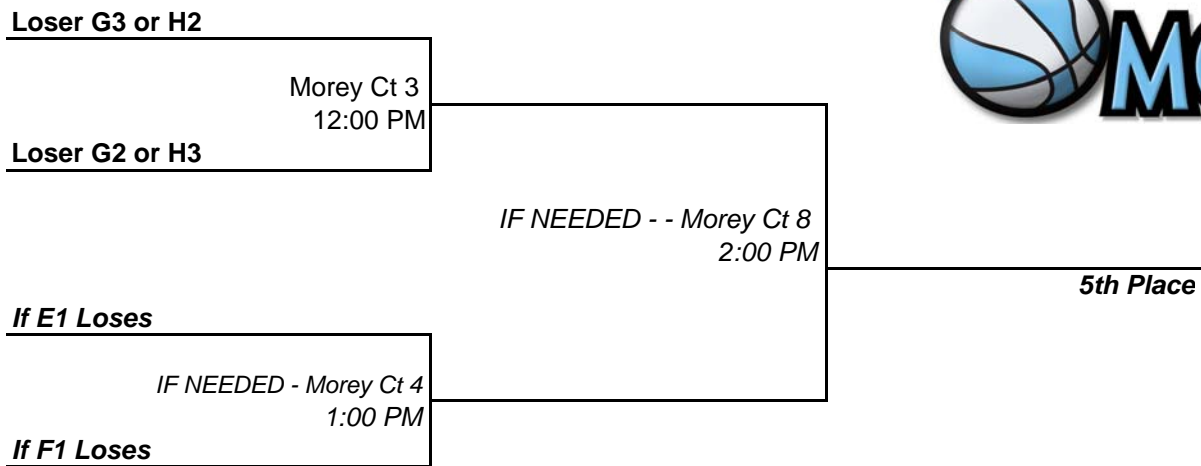 Loser G3 or H2
Morey Ct 3
12:00 PM
Loser G2 or H3
IF NEEDED - - Morey Ct 8
2:00 PM
5th Place
If E1 Loses
IF NEEDED - Morey Ct 4
1:00 PM
If F1 Loses